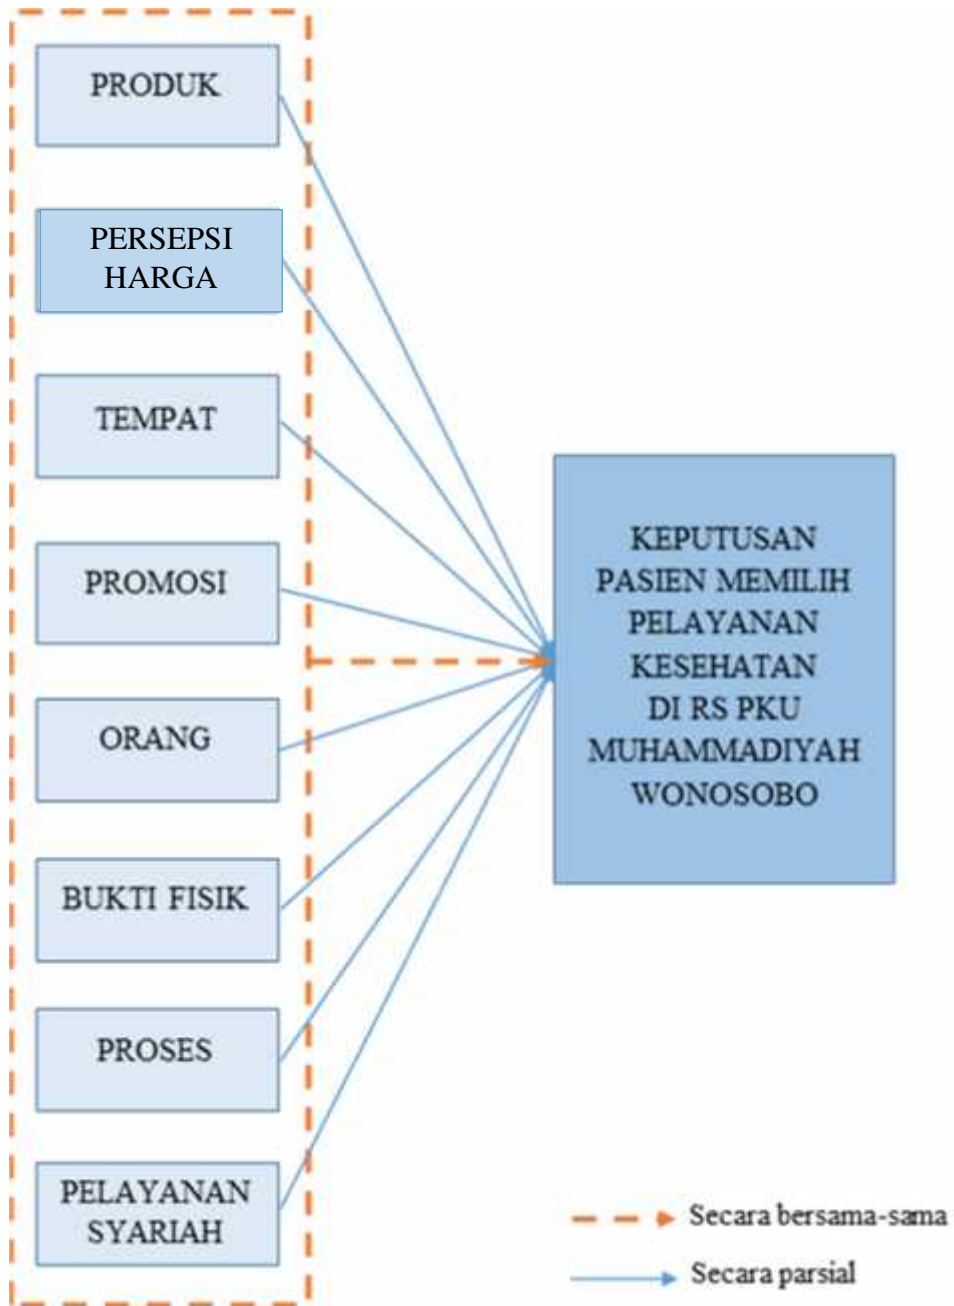 PRODUK
PERSEPSI
HARGA
TEMPAT
PROMOSI
ORANG
BUKTI FISIK
PROSES
PELAYANAN
SYARIAH
KEPUTUSAN
PASIEN MEMILIH
PELAYANAN
KESEHATAN
DI RS PKU
MUHAMMADIYAH
WONOSOBO
Secara bersama-sama
Secara parsial